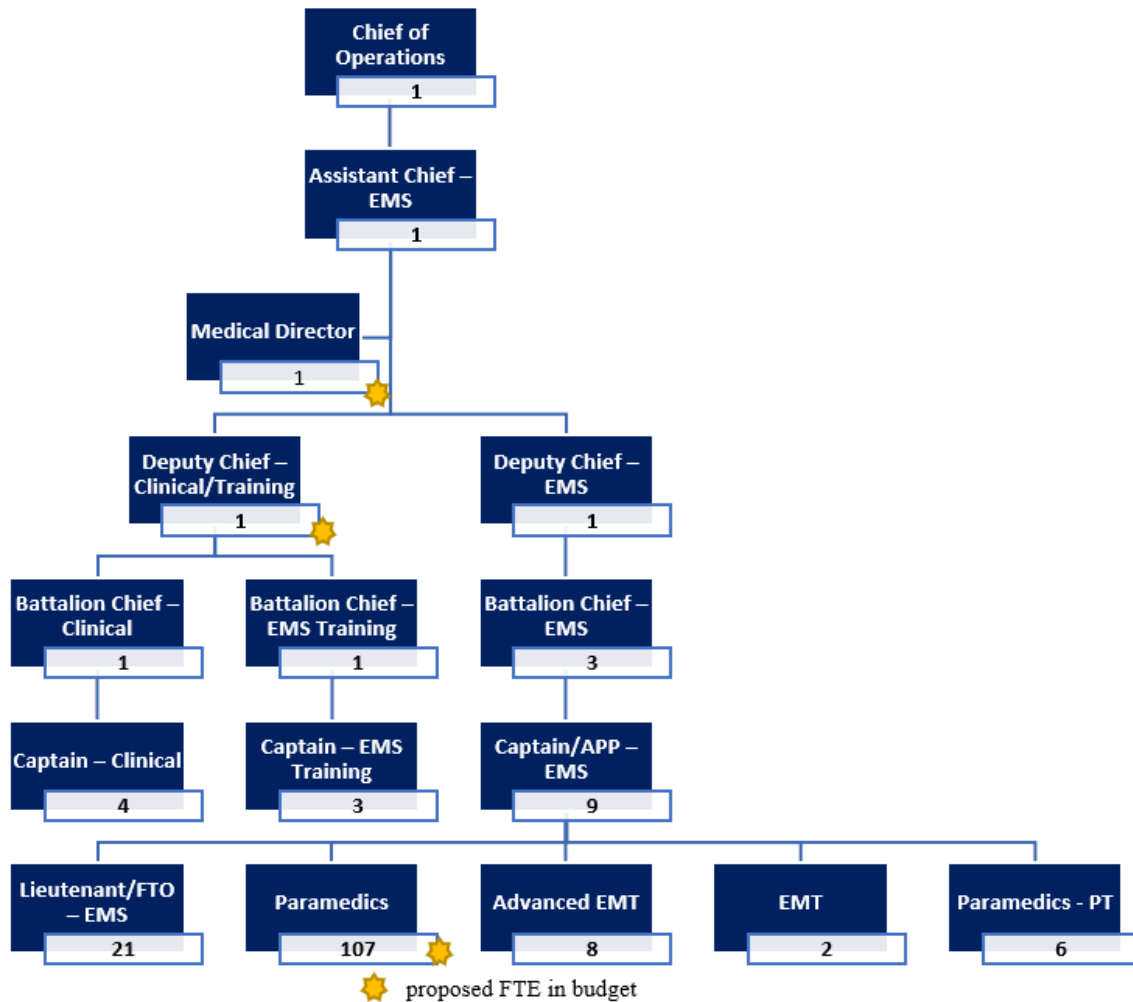 Chief of
Operations
1
Assistant Chief –
EMS
1
Medical Director
1
Deputy Chief –
Clinical/Training
1
Deputy Chief –
EMS
1
Battalion Chief –
Clinical
1
Battalion Chief –
EMS Training
1
Battalion Chief –
EMS
3
Captain – Clinical
4
Captain – EMS
Training
3
Captain/APP –
EMS
9
Lieutenant/FTO
– EMS
21
Paramedics
107
Advanced EMT
8
EMT
2
Paramedics - PT
6
proposed FTE in budget